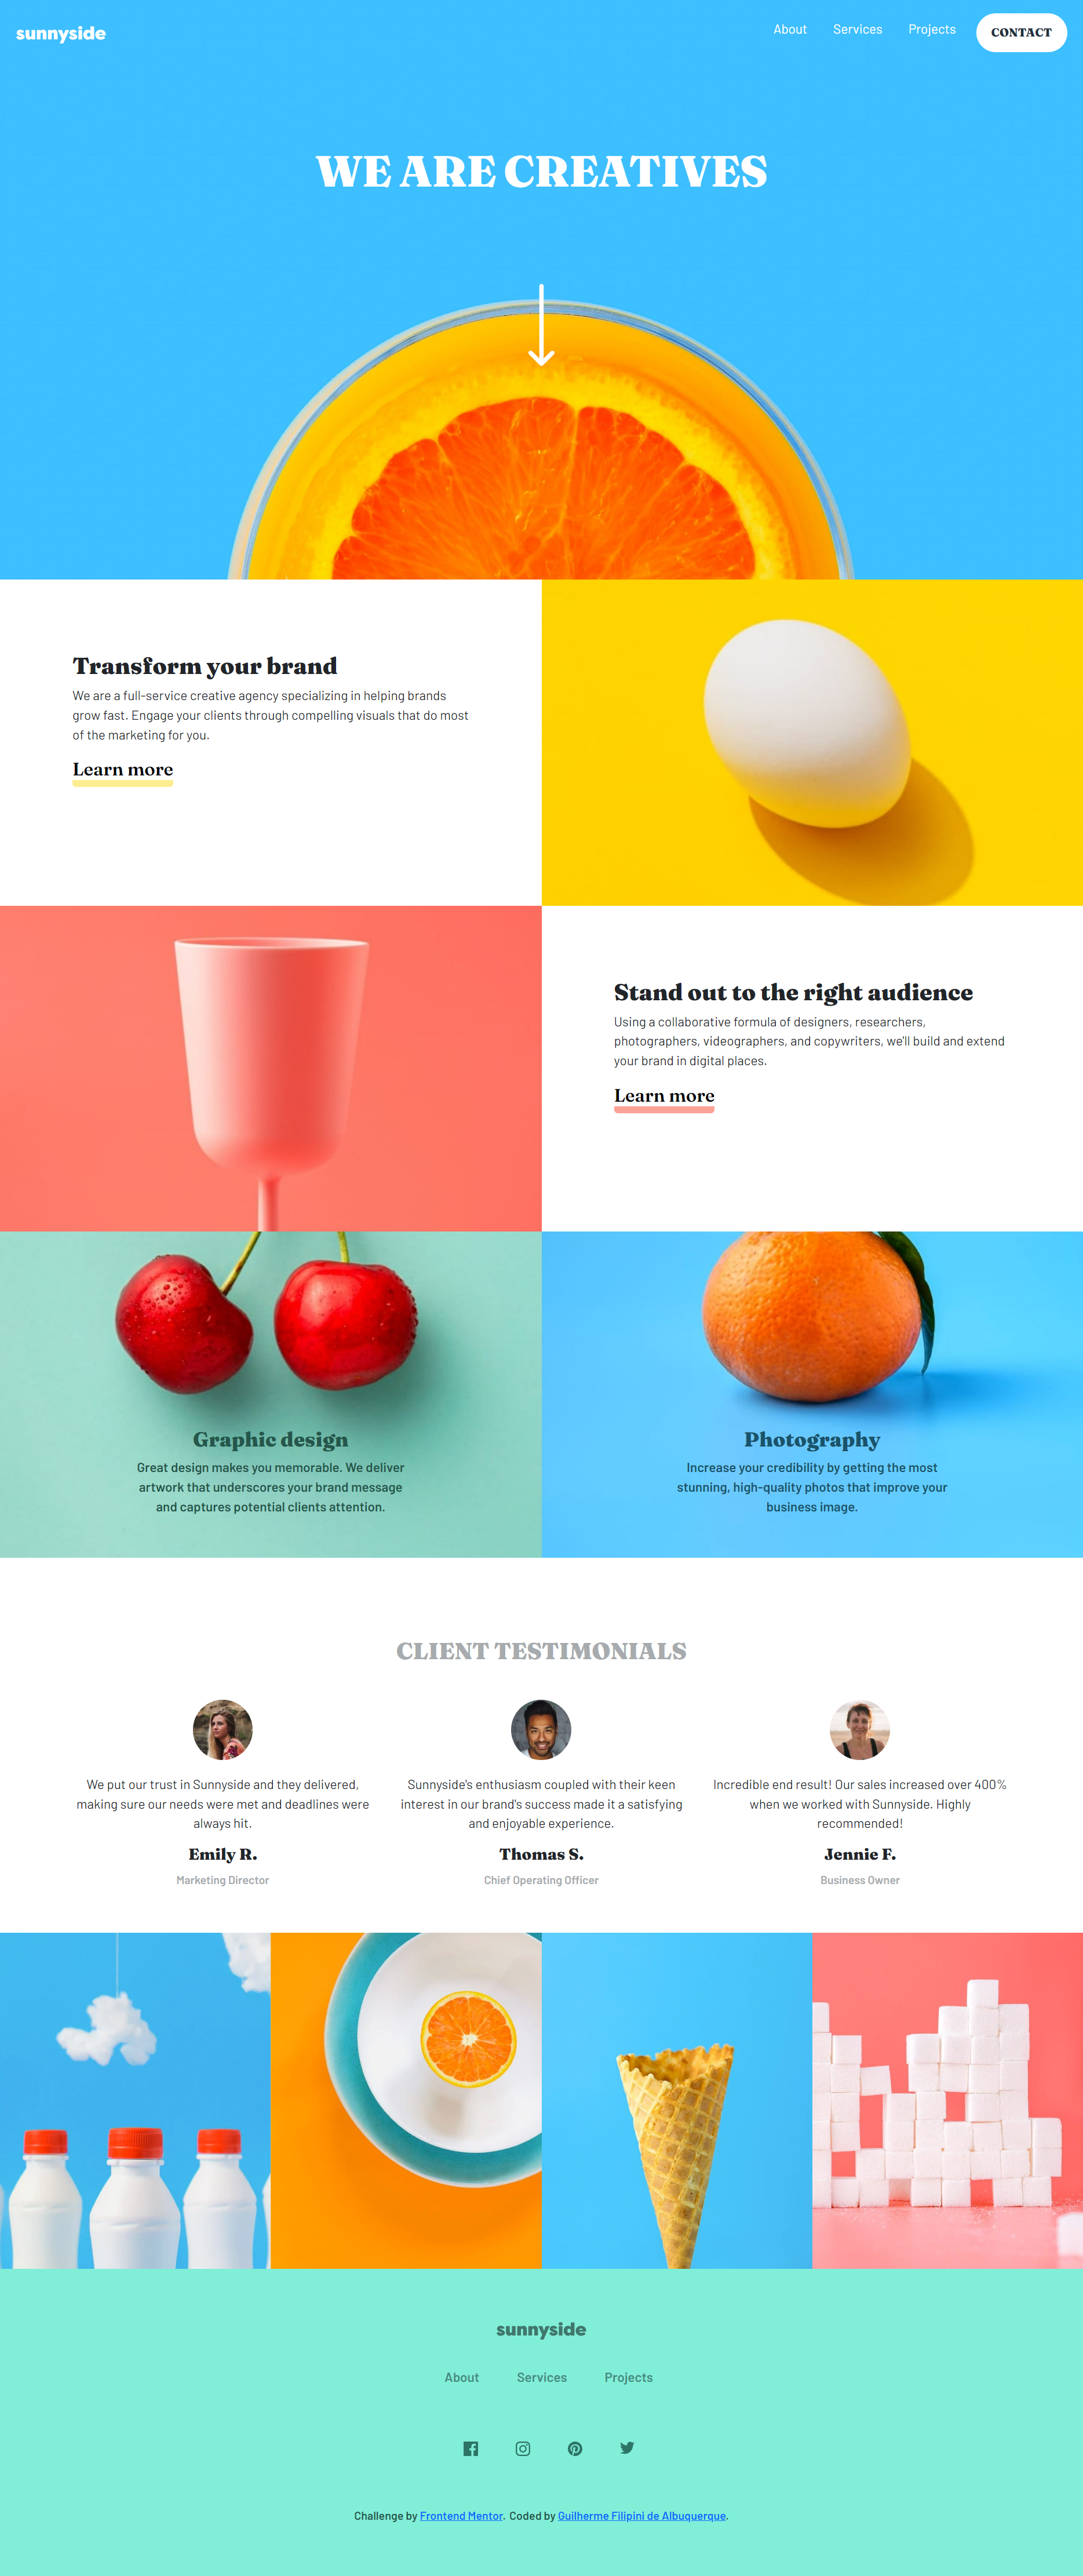 sunnyside
About Services Projects CONTACT
WE ARE CREATIVES
Transform your brand
We are a full-service creative agency specializing in helping brands
grow fast. Engage your clients through compelling visuals that do most
of the marketing for you.
Learn more
Stand out to the right audience
Using a collaborative formula of designers, researchers,
photographers, videographers, and copywriters, we'll build and extend
your brand in digital places.
Learn more
Graphic design
Great design makes you memorable. We deliver
artwork that underscores your brand message
and captures potential clients attention.
Photography
Increase your credibility by getting the most
stunning, high-quality photos that improve your
business image.
CLIENT TESTIMONIALS
We put our trust in Sunnyside and they delivered,
making sure our needs were met and deadlines were
always hit.
Emily R.
Marketing Director
Sunnyside's enthusiasm coupled with their keen
interest in our brand's success made it a satisfying
and enjoyable experience.
Thomas S.
Chief Operating Officer
Incredible end result! Our sales increased over 400%
when we worked with Sunnyside. Highly
recommended!
Jennie F.
Business Owner
sunnyside
About Services Projects
Challenge by Frontend Mentor. Coded by Guilherme Filipini de Albuquerque.